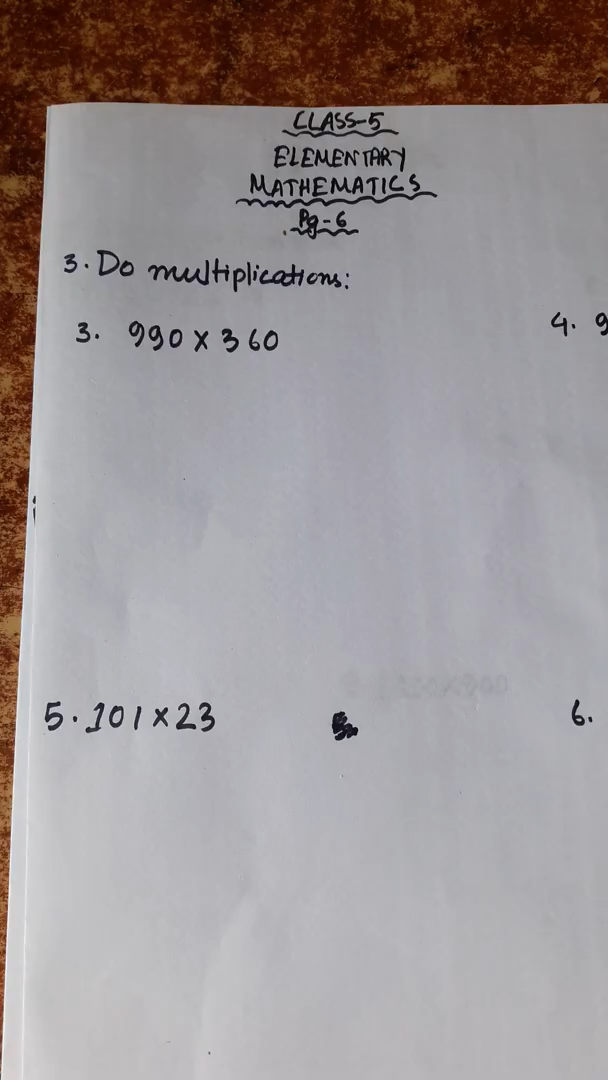 CLASS-5
ELEMENTARY
MATHEMATICS
Pg-6
3. Do multiplications:
3. 990 x 360
4. 9
5. 101 x 23
6.